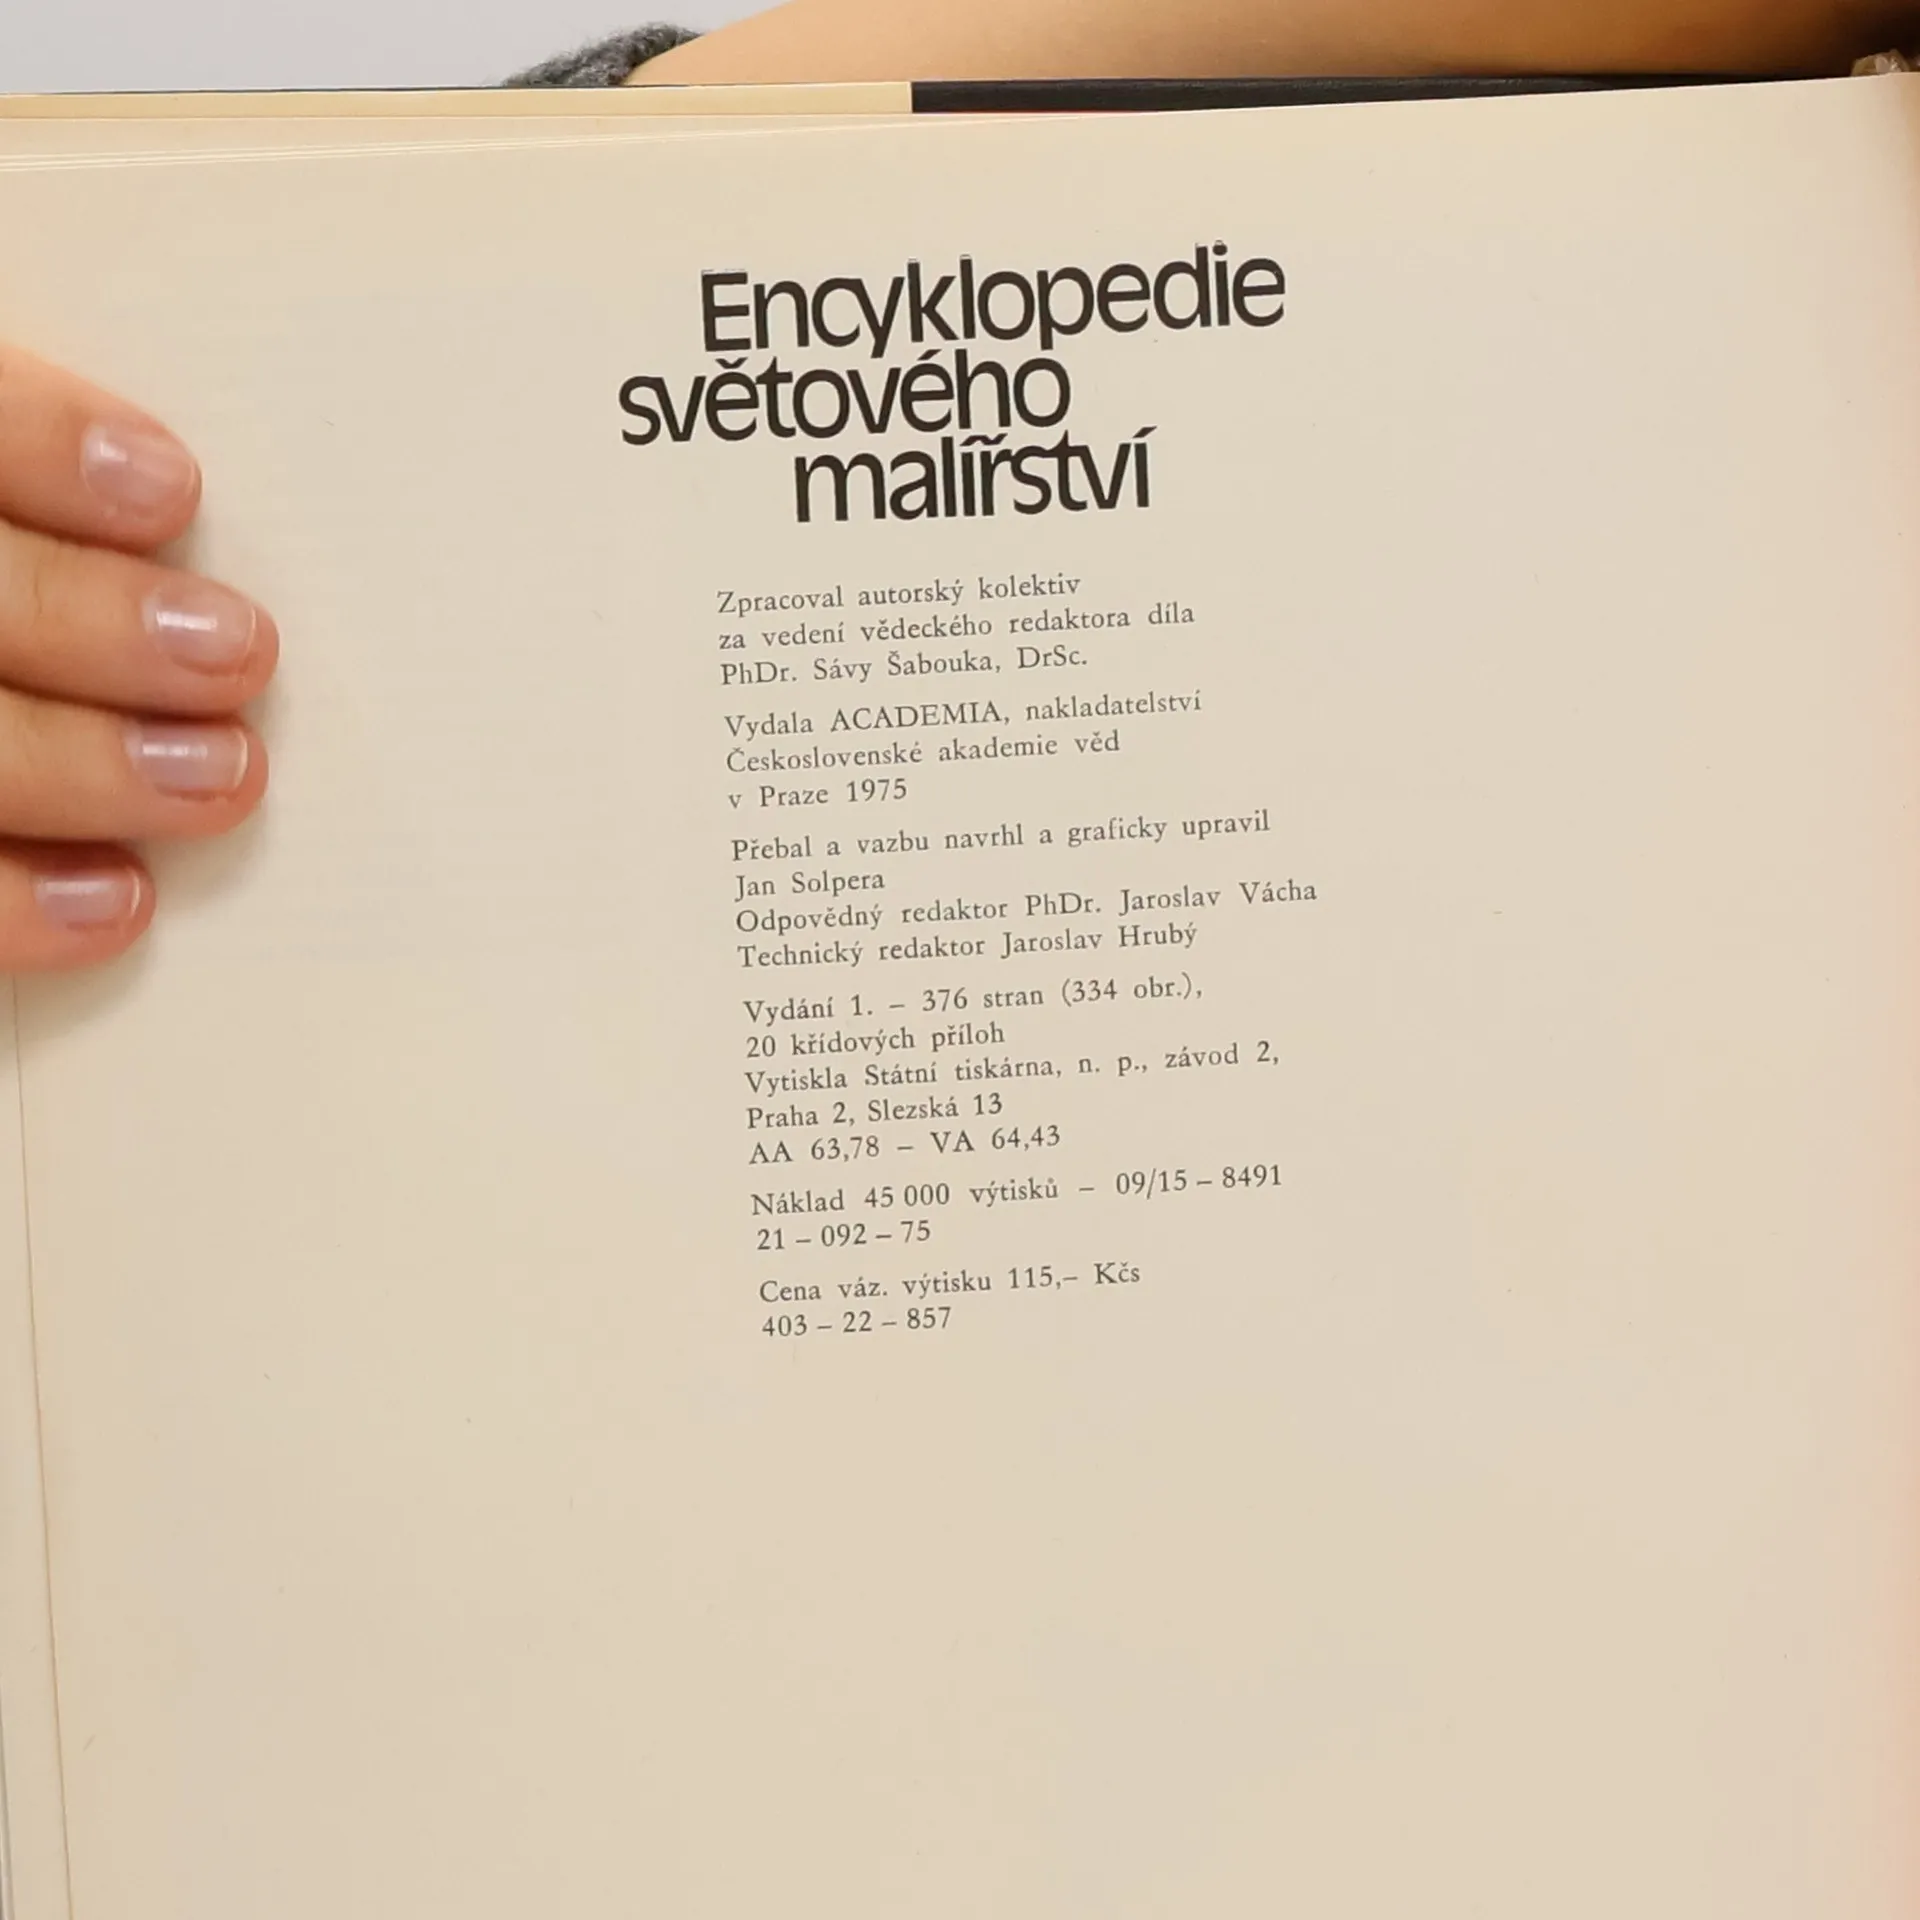 Encyklopedie
světového
malířství
Zpracoval autorský kolektiv
za vedení vědeckého redaktora díla
PhDr. Sávy Šabouka, DrSc.
Vydala ACADEMIA, nakladatelství
Československé akademie věd
v Praze 1975
Přebal a vazbu navrhl a graficky upravil
Jan Solpera
Odpovědný redaktor PhDr. Jaroslav Vácha
Technický redaktor Jaroslav Hrubý
Vydání 1. – 376 stran (334 obr.),
20 křídových příloh
Vytiskla Státní tiskárna, n. p., závod 2,
Praha 2, Slezská 13
AA 63,78 – VA 64,43
Náklad 45 000 výtisků – 09/15 – 8491
21 – 092 – 75
Cena váz. výtisku 115,– Kčs
403 – 22 – 857